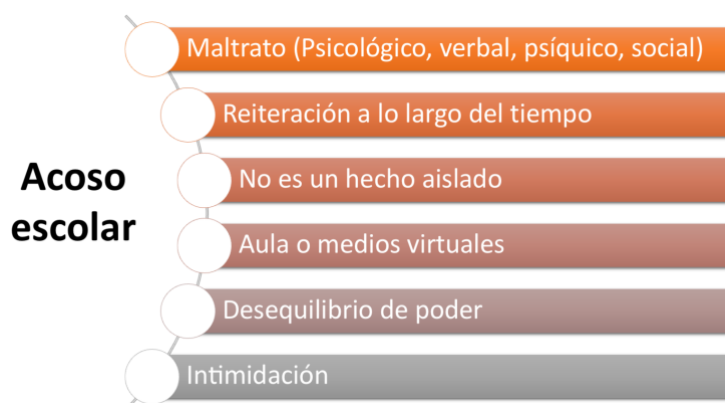 Acoso
escolar
Maltrato (Psicológico, verbal, psíquico, social)
Reiteración a lo largo del tiempo
No es un hecho aislado
Aula o medios virtuales
Desequilibrio de poder
Intimidación